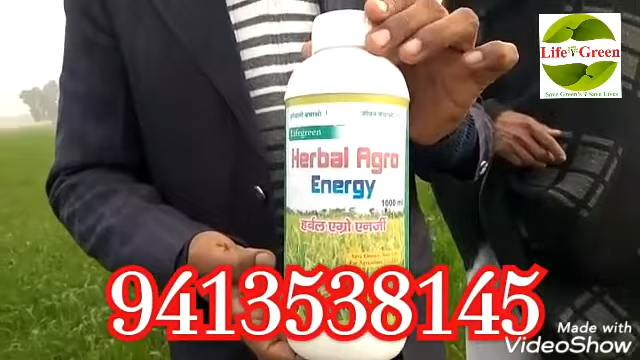 Life Green
Save Green's Save Lives
Lifegreen
Herbal Agro
Energy
1000 ml
हर्बल एग्रो एनर्जी
9413538145
Made with
VideoShow